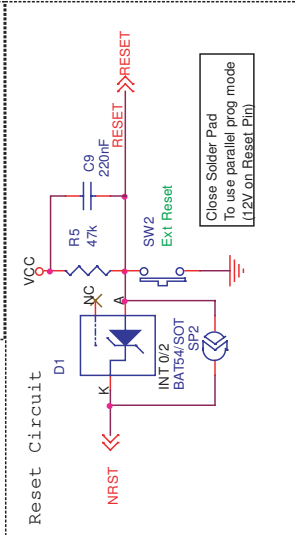 Reset Circuit
VCC
R5
47k
C9
220nF
RESET
RESET
NC
D1
K
A
NRST
INT 0/2
BAT54/SOT
SP2
SW2
Ext Reset
Close Solder Pad
To use parallel prog mode
(12V on Reset Pin)